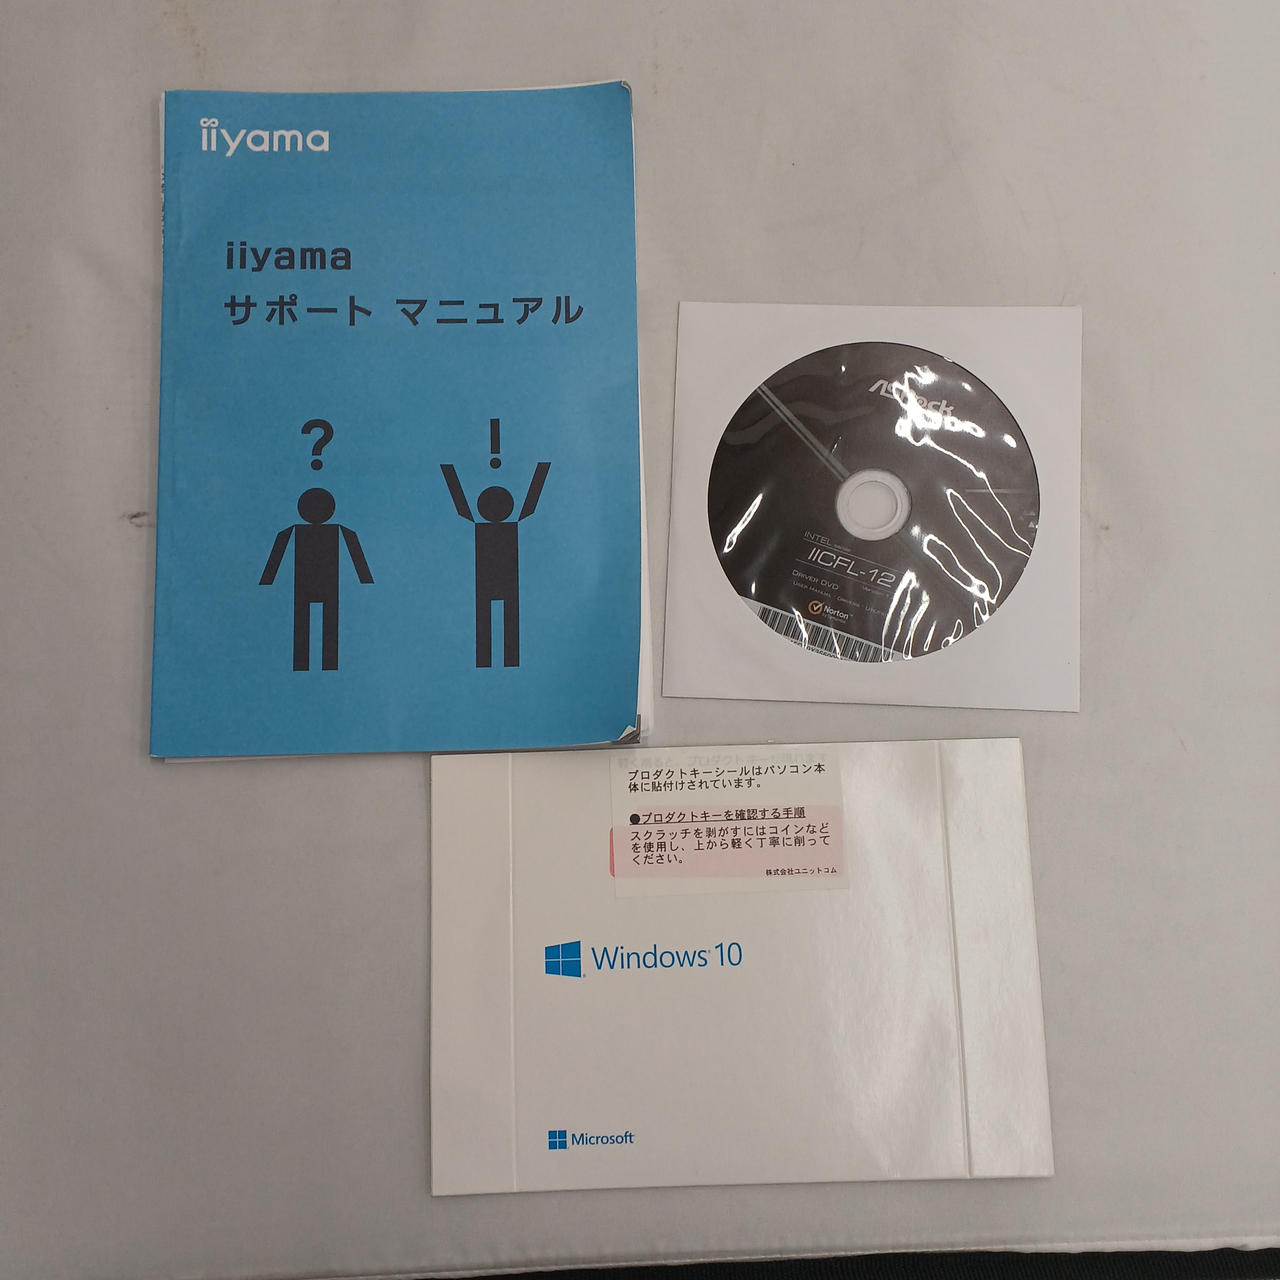 iiyama
iiyama
サポート マニュアル
?
!
ASRock
INTEL
IICFL-12
DRIVER DVD
USER MANUAL
Norton
プロダクトキーシールはパソコン本
体に貼付けされています。
●プロダクトキーを確認する手順
スクラッチを剥がすにはコインなど
を使用し、上から軽く丁寧に削って
ください。
株式会社ユニットコム
Windows 10
Microsoft